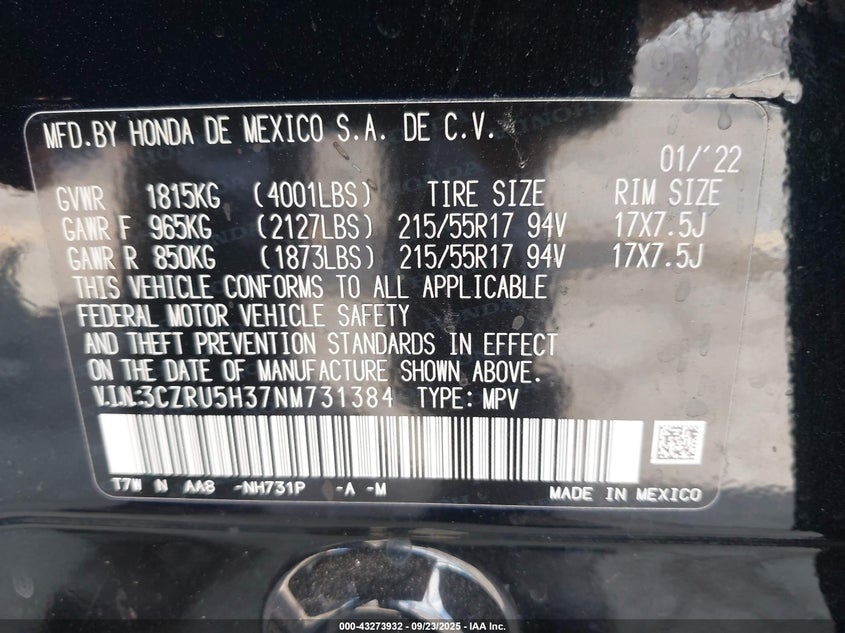 MFD.BY HONDA DE MEXICO S.A. DE C.V.
01/'22
GVWR 1815KG (4001LBS) TIRE SIZE RIM SIZE
GAWR F 965KG (2127LBS) 215/55R17 94V 17X7.5J
GAWR R 850KG (1873LBS) 215/55R17 94V 17X7.5J
THIS VEHICLE CONFORMS TO ALL APPLICABLE
FEDERAL MOTOR VEHICLE SAFETY
AND THEFT PREVENTION STANDARDS IN EFFECT
ON THE DATE OF MANUFACTURE SHOWN ABOVE.
V.I.N.:3CZRU5H37NM731384 TYPE: MPV
T7W N AA8 -NH731P -A -M
MADE IN MEXICO
000-43273932 - 09/23/2025 - IAA Inc.